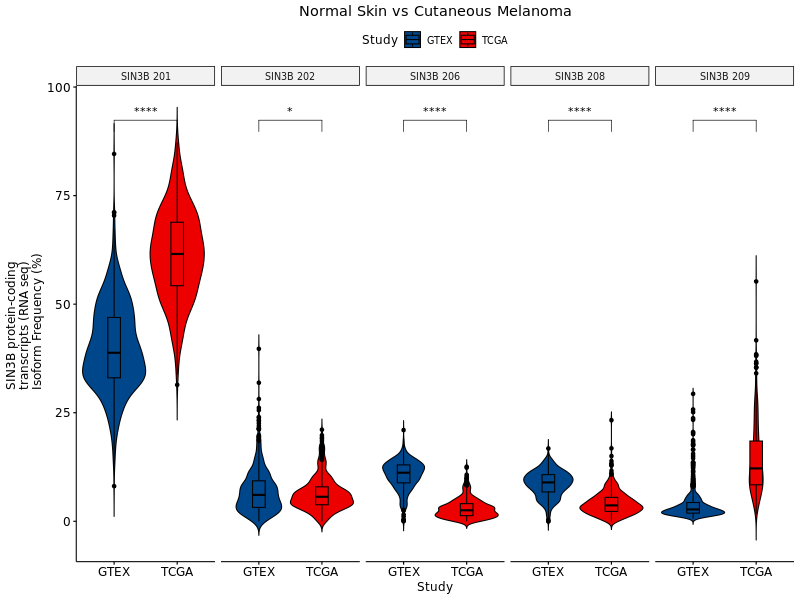 Normal Skin vs Cutaneous Melanoma
Study GTEX TCGA
SIN3B 201 SIN3B 202 SIN3B 206 SIN3B 208 SIN3B 209
**** * **** **** ****
100
75
50
25
0
SIN3B protein-coding
transcripts (RNA seq)
Isoform Frequency (%)
GTEX TCGA GTEX TCGA GTEX TCGA GTEX TCGA GTEX TCGA
Study